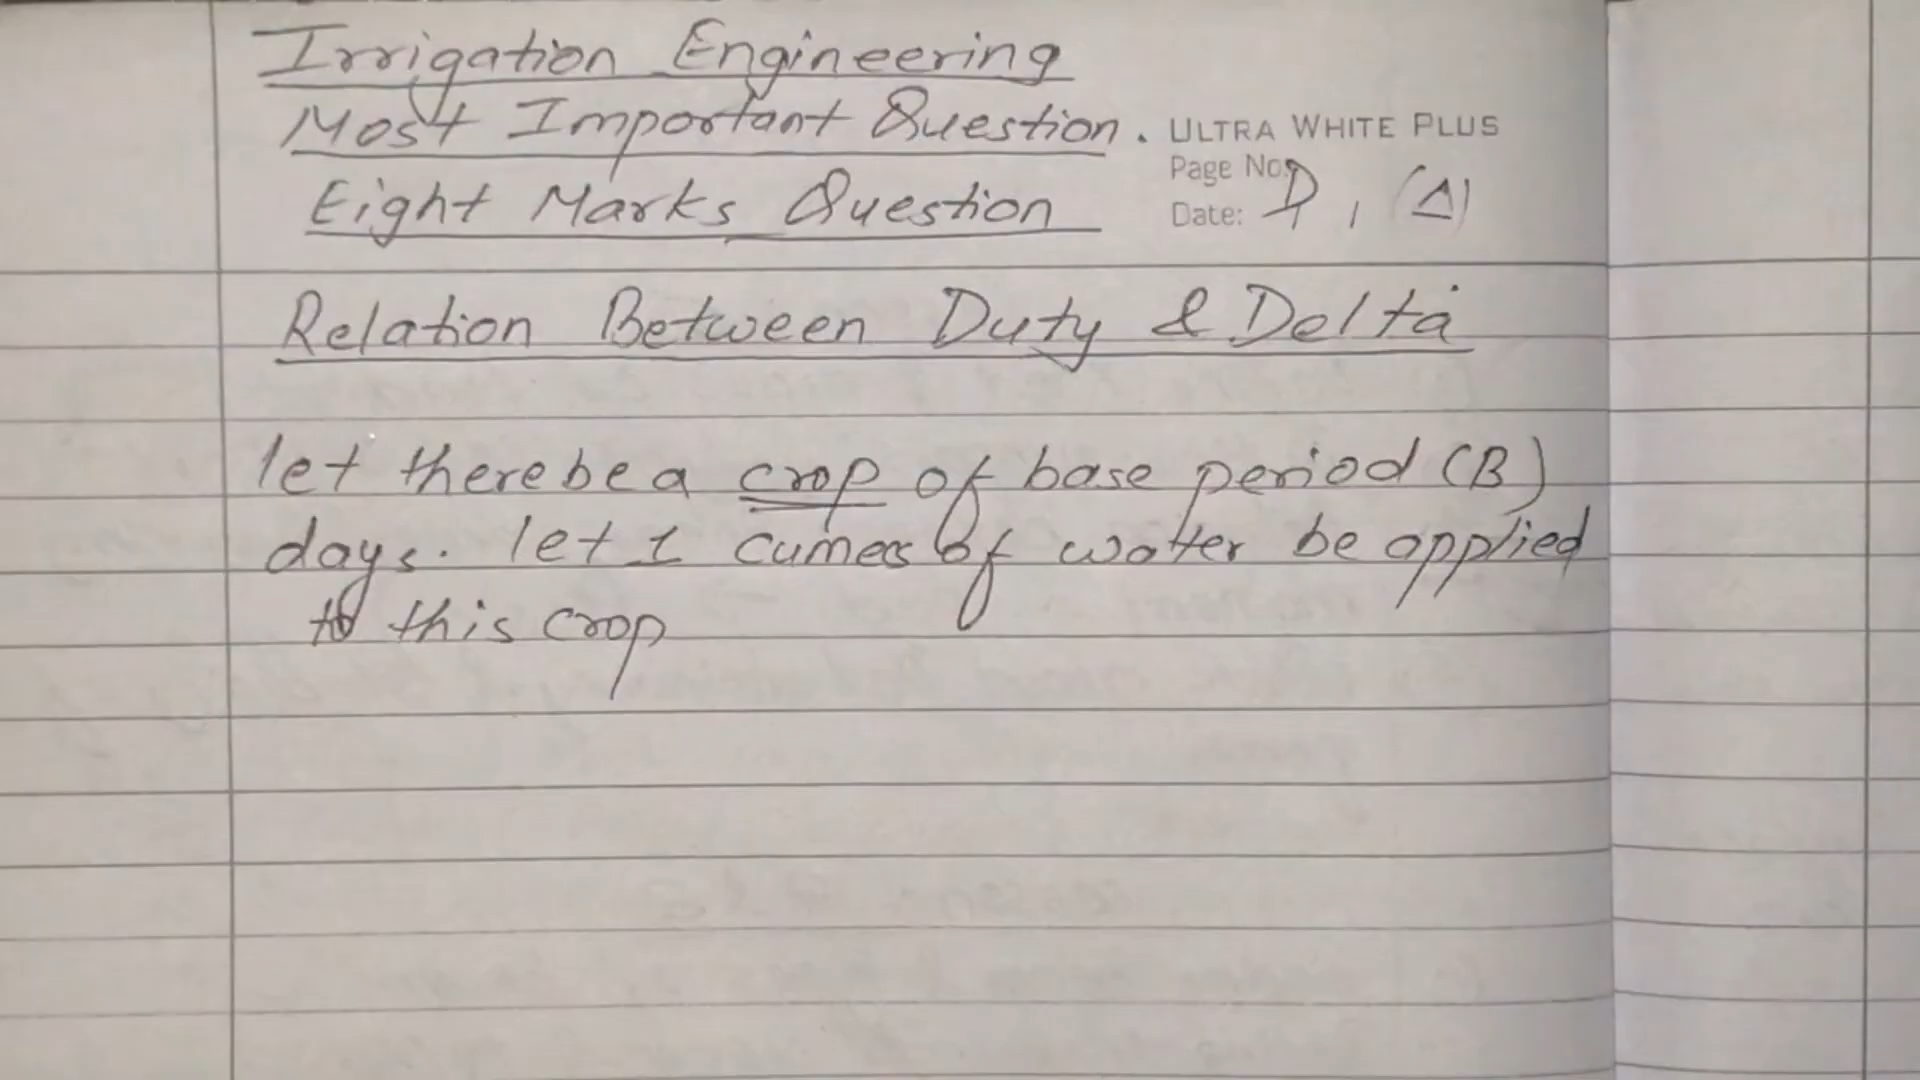 Irrigation Engineering
Most Important Question.
ULTRA WHITE PLUS
Page No:
Eight Marks Question
Date: D, (Δ)
Relation Between Duty & Delta
let there be a crop of base period (B)
days. let 1 cumecs of water be applied
to this crop